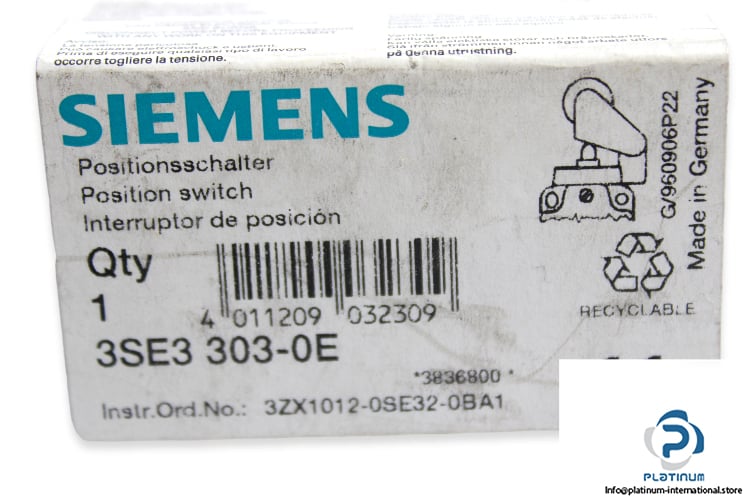 occorre togliere la tensione.
på denna utrustning.
SIEMENS
Positionsschalter
Position switch
Interruptor de posición
Qty
1
4 011209 032309
3SE3 303-0E
*3836800*
Instr.Ord.No.: 3ZX1012-0SE32-0BA1
G/960906P22
Made in Germany
RECYCLABLE
PLATINUM
Info@platinum-international.store